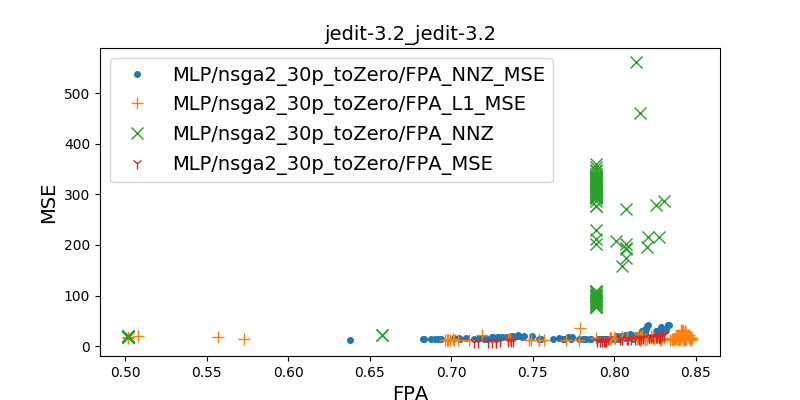 jedit-3.2_jedit-3.2
MLP/nsga2_30p_toZero/FPA_NNZ_MSE
MLP/nsga2_30p_toZero/FPA_L1_MSE
MLP/nsga2_30p_toZero/FPA_NNZ
MLP/nsga2_30p_toZero/FPA_MSE
MSE
500
400
300
200
100
0
0.50 0.55 0.60 0.65 0.70 0.75 0.80 0.85
FPA